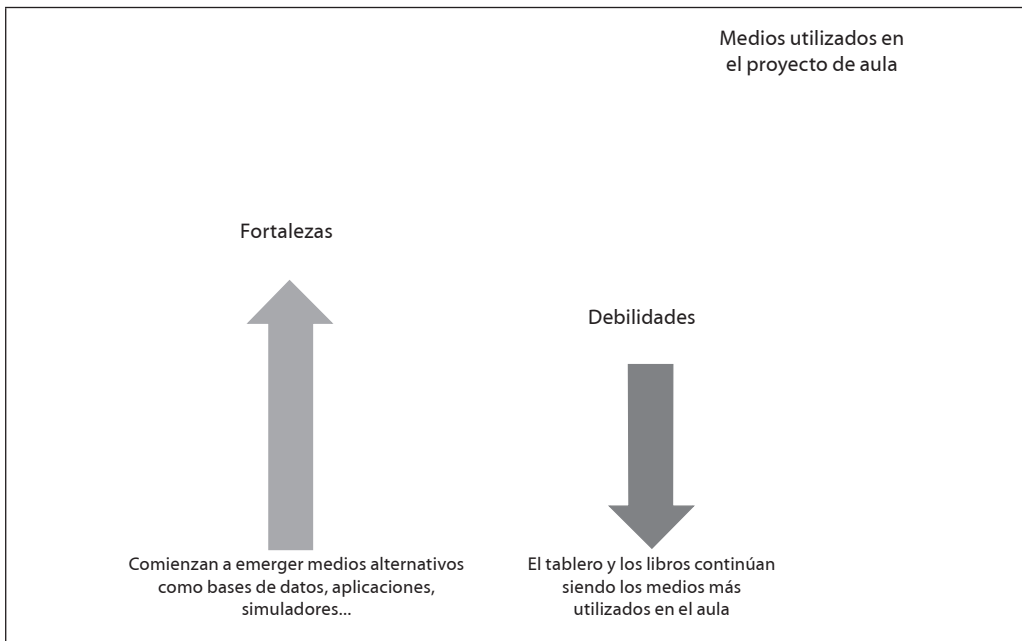 Medios utilizados en
el proyecto de aula
Fortalezas
Debilidades
Comienzan a emerger medios alternativos
como bases de datos, aplicaciones,
simuladores...
El tablero y los libros continúan
siendo los medios más
utilizados en el aula